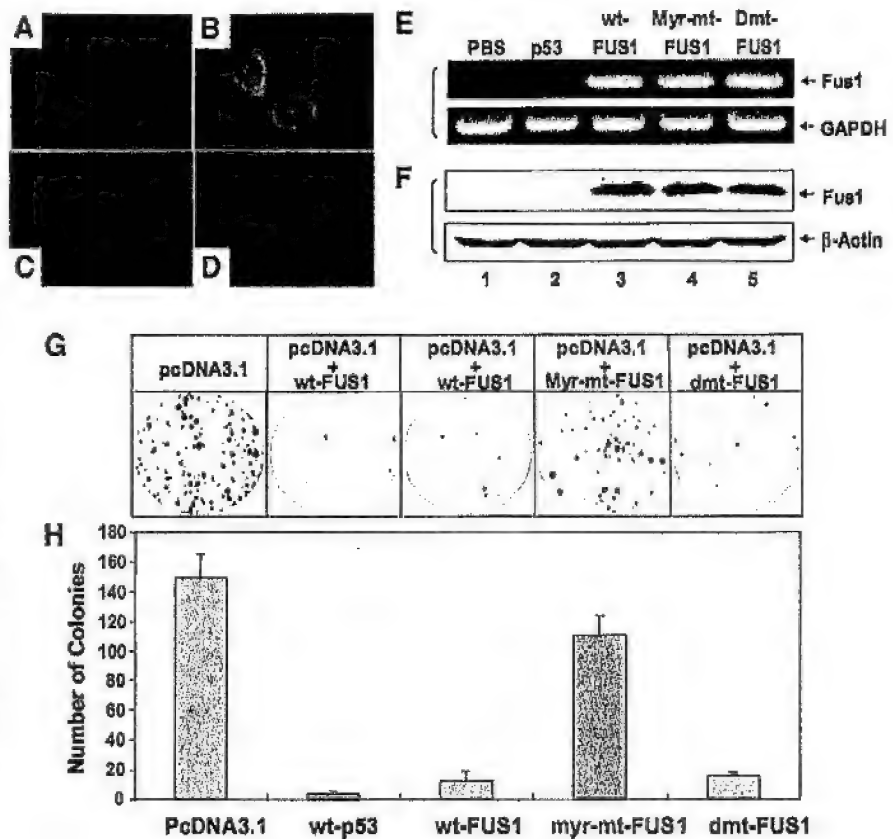 A
B
C
D
E
PBS p53 wt-FUS1 Myr-mt-FUS1 Dmt-FUS1
Fus1
GAPDH
F
Fus1
β-Actin
1 2 3 4 5
G
pcDNA3.1
pcDNA3.1 + wt-FUS1
pcDNA3.1 + wt-FUS1
pcDNA3.1 + Myr-mt-FUS1
pcDNA3.1 + dmt-FUS1
H
Number of Colonies
180
160
140
120
100
80
60
40
20
0
PcDNA3.1 wt-p53 wt-FUS1 myr-mt-FUS1 dmt-FUS1